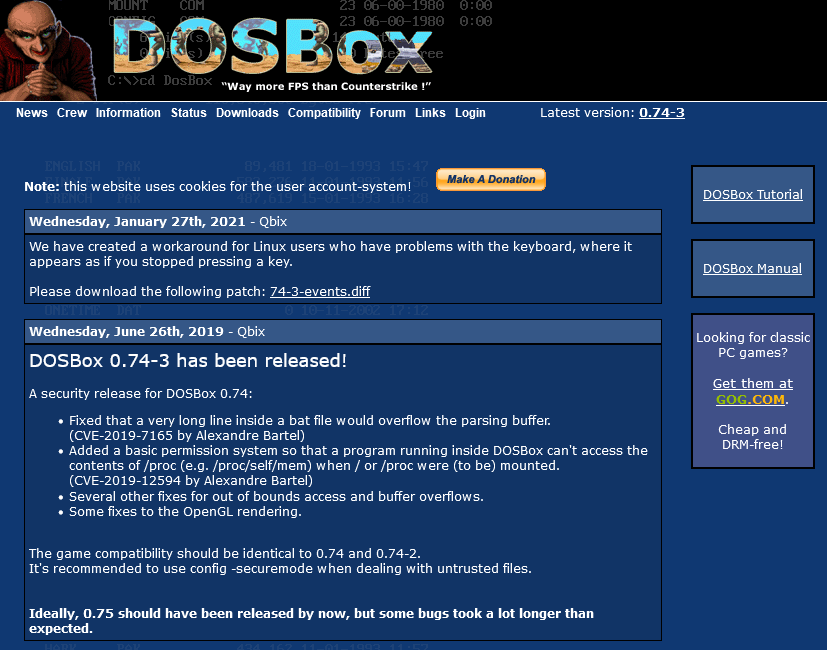 MOUNT COM 23 06-00-1980 0:00
CONFIG COM 23 06-00-1980 0:00
C:\>cd DosBox
DOSBox
“Way more FPS than Counterstrike !”
News Crew Information Status Downloads Compatibility Forum Links Login Latest version: 0.74-3
ENGLISH PAK 89,481 18-01-1993 15:47
Note: this website uses cookies for the user account-system! Make A Donation
FRENCH PAK 407,619 15-01-1993 16:28
Wednesday, January 27th, 2021 - Qbix
We have created a workaround for Linux users who have problems with the keyboard, where it
appears as if you stopped pressing a key.
Please download the following patch: 74-3-events.diff
ONETIME DAT 0 10-11-2002 17:12
Wednesday, June 26th, 2019 - Qbix
DOSBox 0.74-3 has been released!
A security release for DOSBox 0.74:
• Fixed that a very long line inside a bat file would overflow the parsing buffer.
(CVE-2019-7165 by Alexandre Bartel)
• Added a basic permission system so that a program running inside DOSBox can't access the
contents of /proc (e.g. /proc/self/mem) when / or /proc were (to be) mounted.
(CVE-2019-12594 by Alexandre Bartel)
• Several other fixes for out of bounds access and buffer overflows.
• Some fixes to the OpenGL rendering.
The game compatibility should be identical to 0.74 and 0.74-2.
It's recommended to use config -securemode when dealing with untrusted files.
Ideally, 0.75 should have been released by now, but some bugs took a lot longer than
expected.
DOSBox Tutorial
DOSBox Manual
Looking for classic
PC games?
Get them at
GOG.COM.
Cheap and
DRM-free!